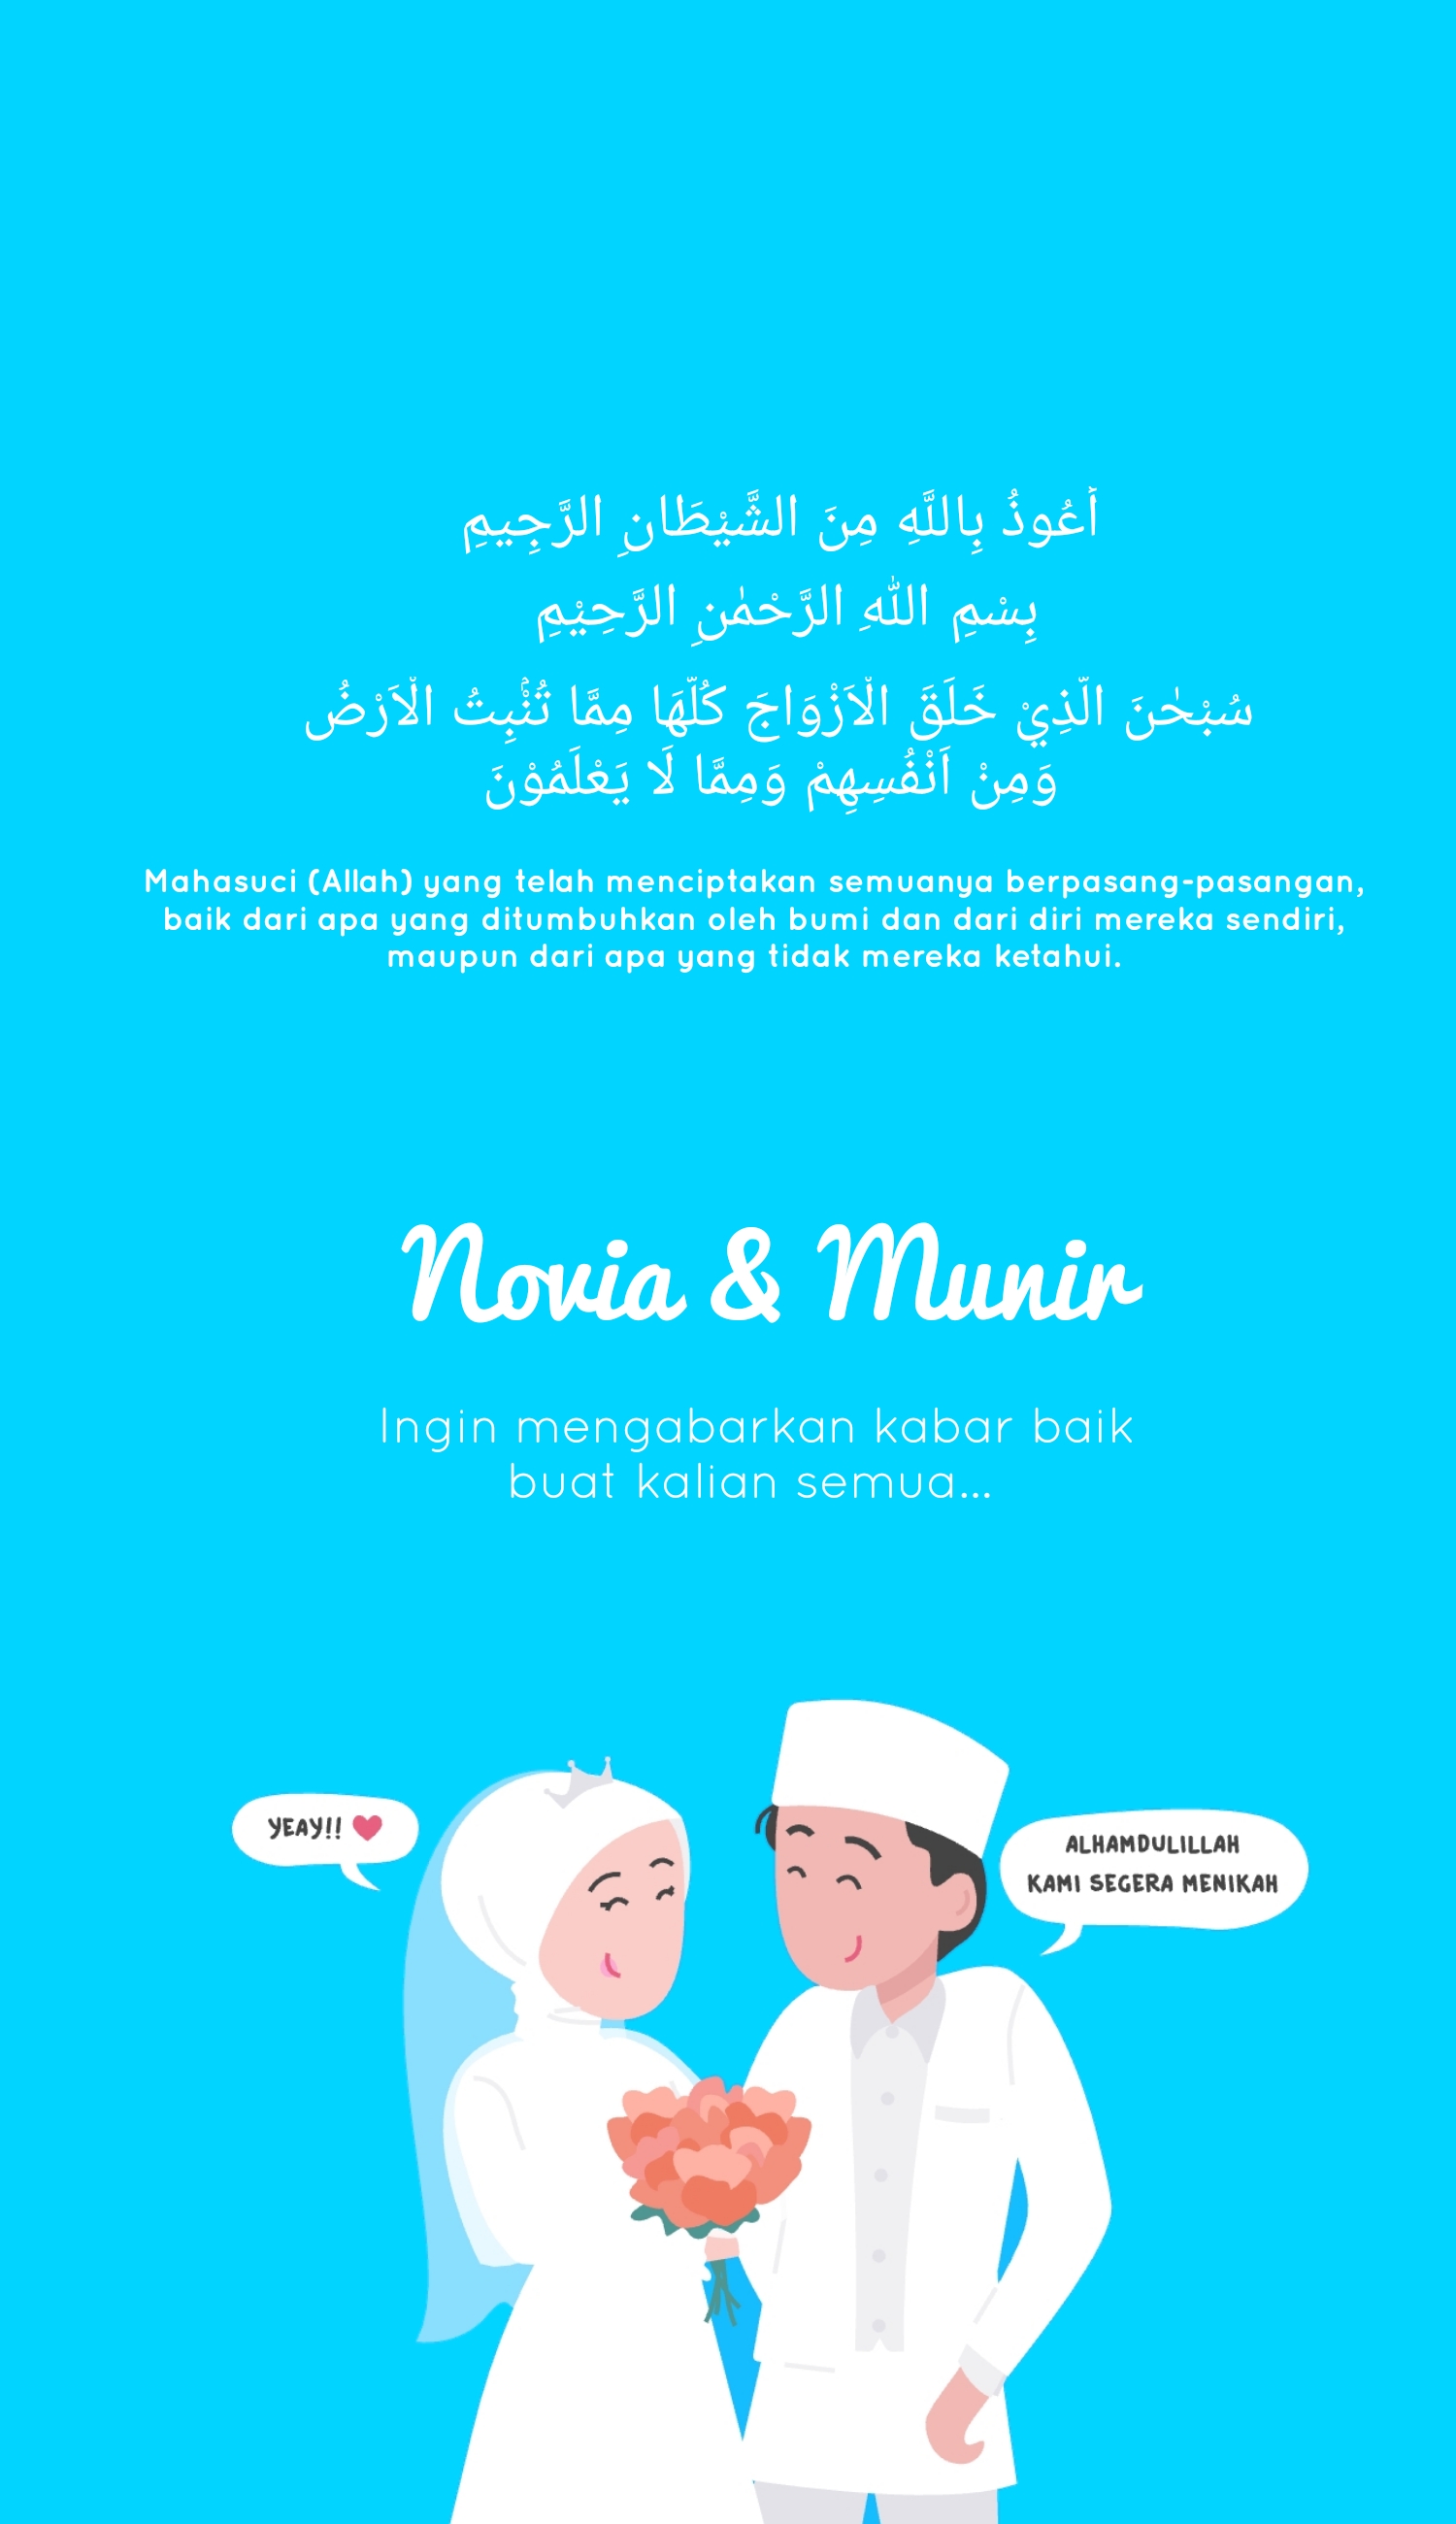 أَعُوذُ بِاللَّهِ مِنَ الشَّيْطَانِ الرَّجِيمِ
بِسْمِ اللّٰهِ الرَّحْمٰنِ الرَّحِيْمِ
سُبْحٰنَ الَّذِيْ خَلَقَ الْاَزْوَاجَ كُلَّهَا مِمَّا تُنْۢبِتُ الْاَرْضُ
وَمِنْ اَنْفُسِهِمْ وَمِمَّا لَا يَعْلَمُوْنَ
Mahasuci (Allah) yang telah menciptakan semuanya berpasang-pasangan,
baik dari apa yang ditumbuhkan oleh bumi dan dari diri mereka sendiri,
maupun dari apa yang tidak mereka ketahui.
Novia & Munir
Ingin mengabarkan kabar baik
buat kalian semua...
YEAY!! ❤
ALHAMDULILLAH
KAMI SEGERA MENIKAH